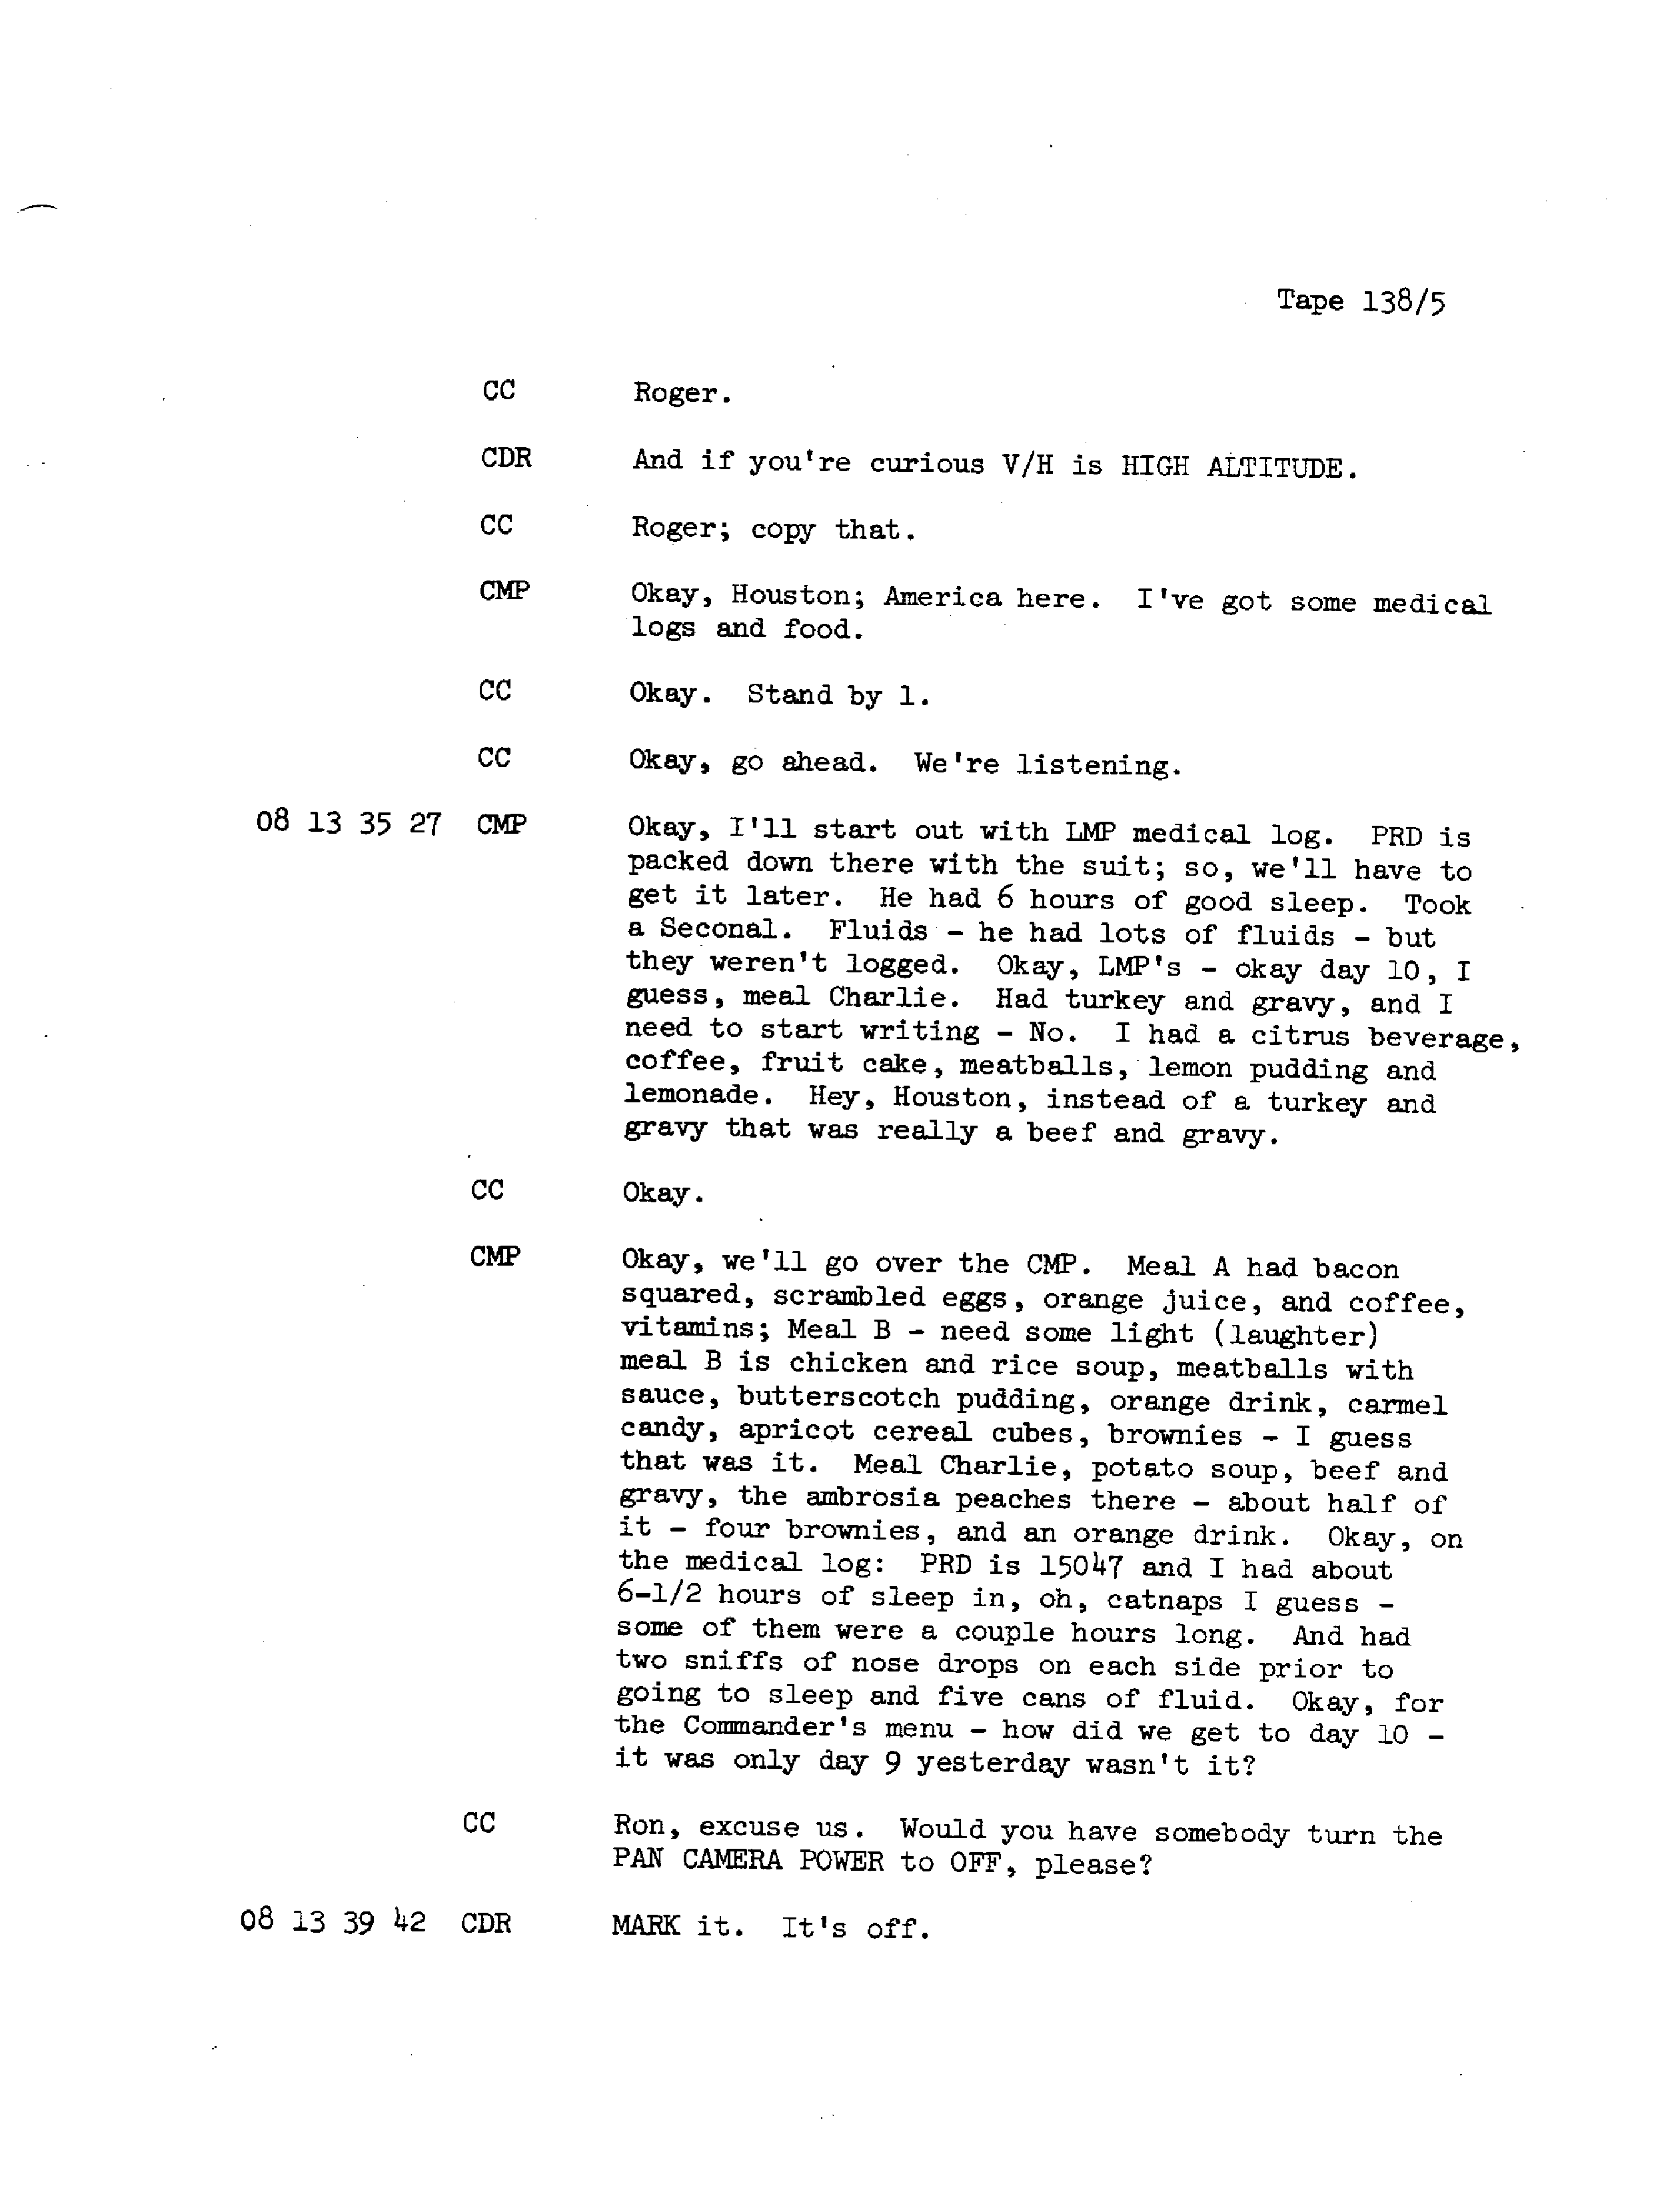 Tape 138/5
CC Roger.
CDR And if you're curious V/H is HIGH ALTITUDE.
CC Roger; copy that.
CMP Okay, Houston; America here. I've got some medical
logs and food.
CC Okay. Stand by 1.
CC Okay, go ahead. We're listening.
08 13 35 27 CMP Okay, I'll start out with LMP medical log. PRD is
packed down there with the suit; so, we'll have to
get it later. He had 6 hours of good sleep. Took
a Seconal. Fluids - he had lots of fluids - but
they weren't logged. Okay, LMP's - okay day 10, I
guess, meal Charlie. Had turkey and gravy, and I
need to start writing - No. I had a citrus beverage,
coffee, fruit cake, meatballs, lemon pudding and
lemonade. Hey, Houston, instead of a turkey and
gravy that was really a beef and gravy.
CC Okay.
CMP Okay, we'll go over the CMP. Meal A had bacon
squared, scrambled eggs, orange juice, and coffee,
vitamins; Meal B - need some light (laughter)
meal B is chicken and rice soup, meatballs with
sauce, butterscotch pudding, orange drink, carmel
candy, apricot cereal cubes, brownies - I guess
that was it. Meal Charlie, potato soup, beef and
gravy, the ambrosia peaches there - about half of
it - four brownies, and an orange drink. Okay, on
the medical log: PRD is 15047 and I had about
6-1/2 hours of sleep in, oh, catnaps I guess -
some of them were a couple hours long. And had
two sniffs of nose drops on each side prior to
going to sleep and five cans of fluid. Okay, for
the Commander's menu - how did we get to day 10 -
it was only day 9 yesterday wasn't it?
CC Ron, excuse us. Would you have somebody turn the
PAN CAMERA POWER to OFF, please?
08 13 39 42 CDR MARK it. It's off.